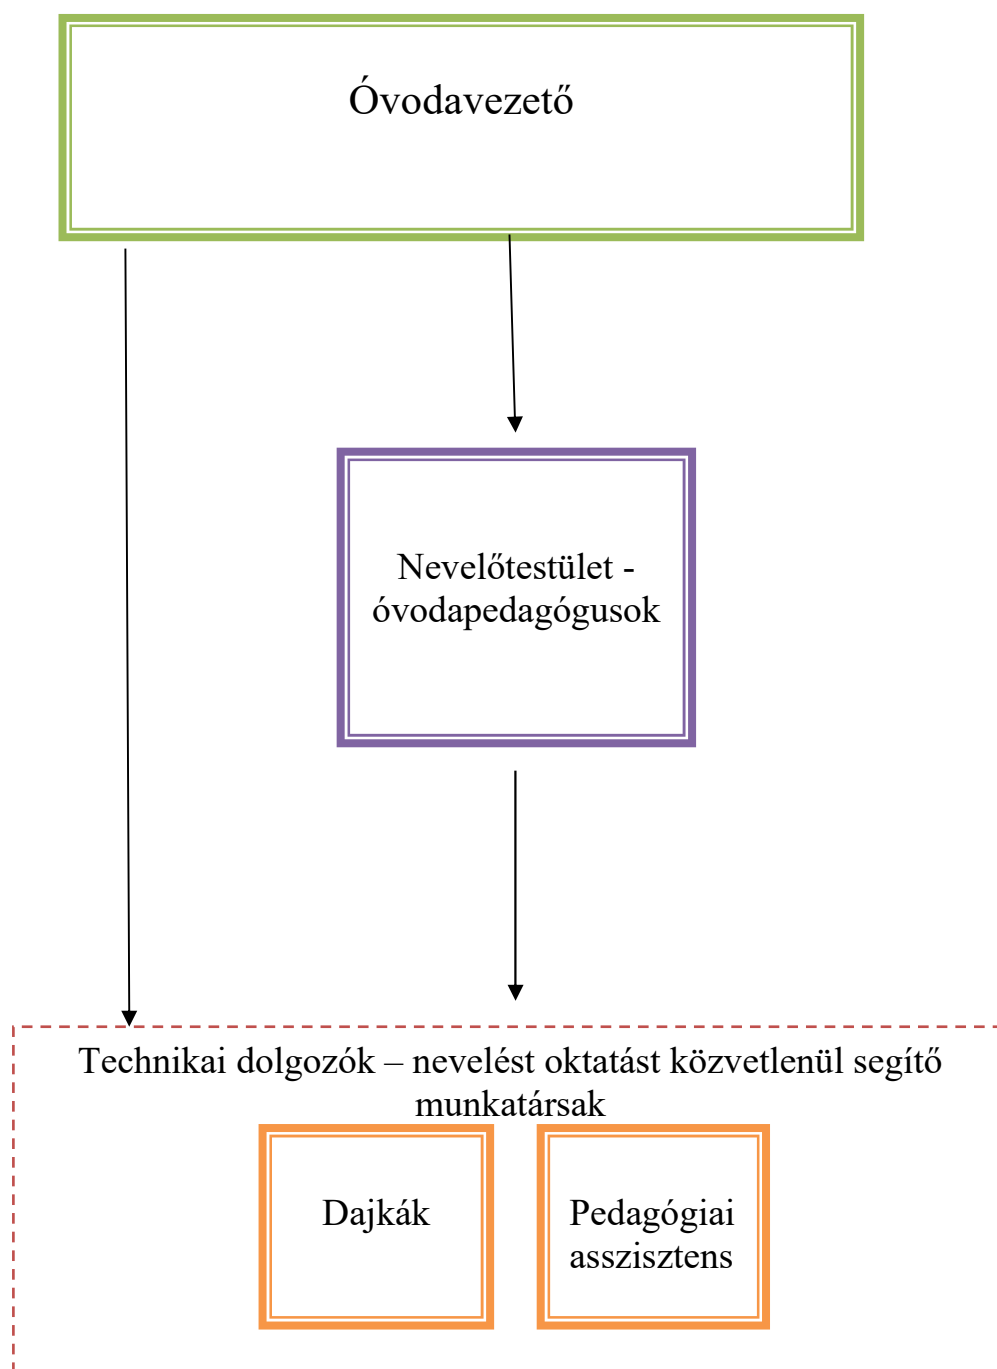 Óvodavezető
Nevelőtestület -
óvodapedagógusok
Technikai dolgozók – nevelést oktatást közvetlenül segítő
munkatársak
Dajkák
Pedagógiai
asszisztens